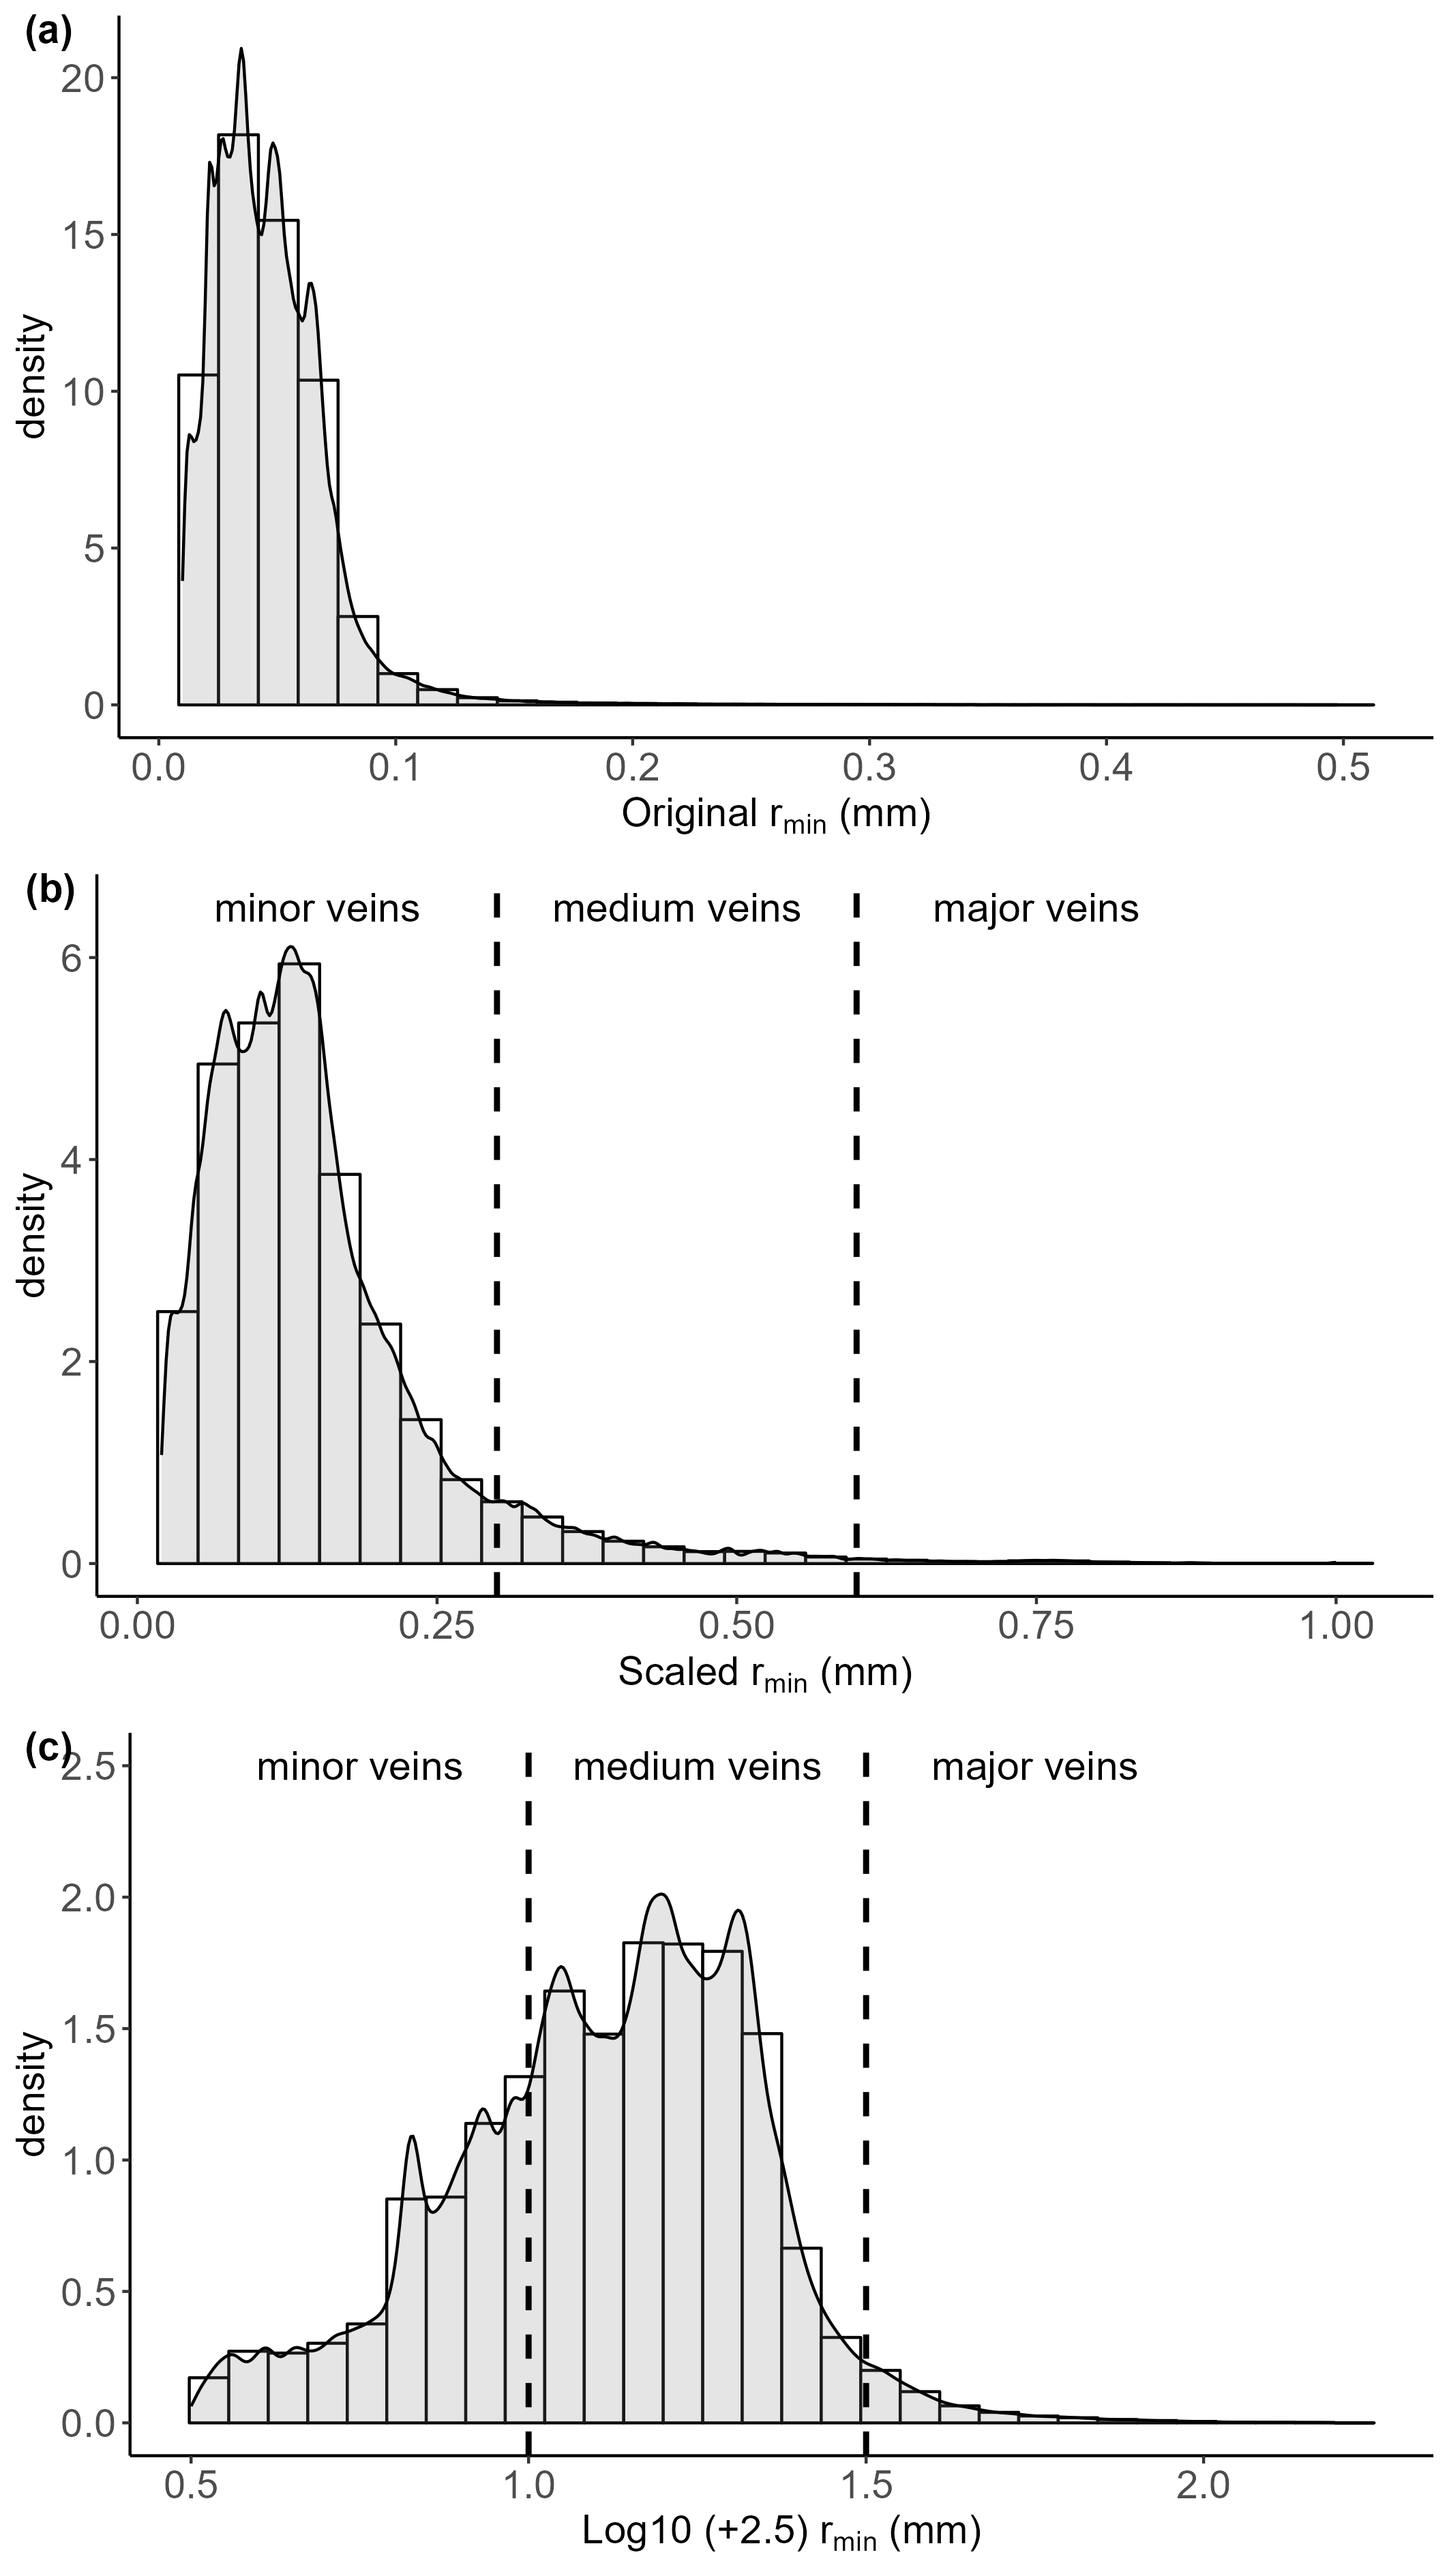 (a)
20
15
10
5
0
density
0.0 0.1 0.2 0.3 0.4 0.5
Original rmin (mm)
(b)
minor veins medium veins major veins
6
4
2
0
density
0.00 0.25 0.50 0.75 1.00
Scaled rmin (mm)
(c)
minor veins medium veins major veins
2.5
2.0
1.5
1.0
0.5
0.0
density
0.5 1.0 1.5 2.0
Log10 (+2.5) rmin (mm)